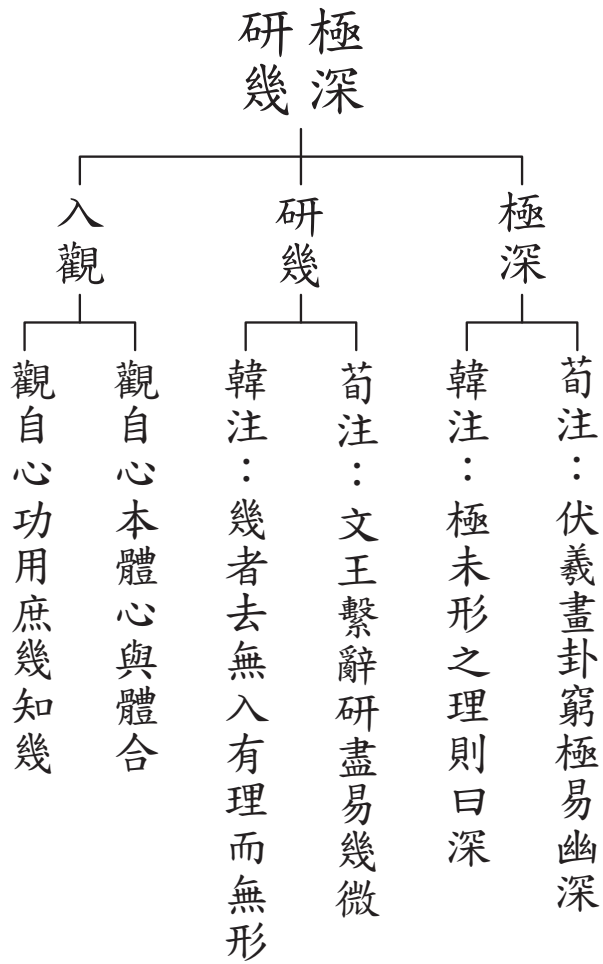 極深
研幾
極深
研幾
入觀
荀注：伏羲畫卦窮極易幽深
韓注：極未形之理則曰深
荀注：文王繫辭研盡易幾微
韓注：幾者去無入有理而無形
觀自心本體心與體合
觀自心功用庶幾知幾